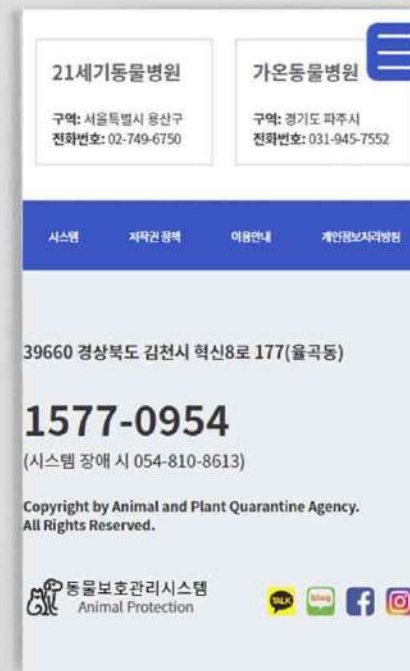 21세기동물병원
구역: 서울특별시 용산구
전화번호: 02-749-6750
가온동물병원
구역: 경기도 파주시
전화번호: 031-945-7552
시스템 저작권 정책 이용안내 개인정보처리방침
39660 경상북도 김천시 혁신8로 177(율곡동)
1577-0954
(시스템 장애 시 054-810-8613)
Copyright by Animal and Plant Quarantine Agency.
All Rights Reserved.
동물보호관리시스템
Animal Protection
TALK blog